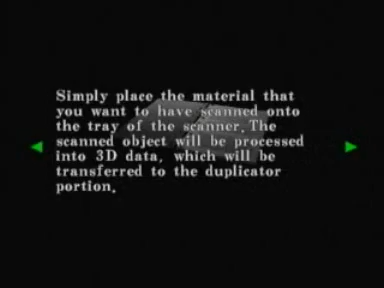 Simply place the material that
you want to have scanned onto
the tray of the scanner.The
scanned object will be processed
into 3D data, which will be
transferred to the duplicator
portion.